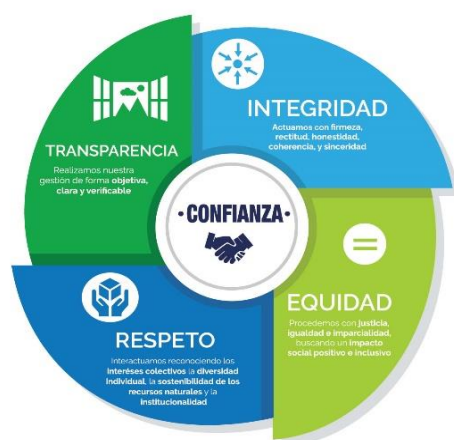 TRANSPARENCIA
Realizamos nuestra
gestión de forma objetiva,
clara y verificable
INTEGRIDAD
Actuamos con firmeza,
rectitud, honestidad,
coherencia, y sinceridad
·CONFIANZA·
EQUIDAD
Procedemos con justicia,
igualdad e imparcialidad,
buscando un impacto
social positivo e inclusivo
RESPETO
Interactuamos reconociendo los
interéses colectivos la diversidad
individual, la sostenibilidad de los
recursos naturales y la
institucionalidad